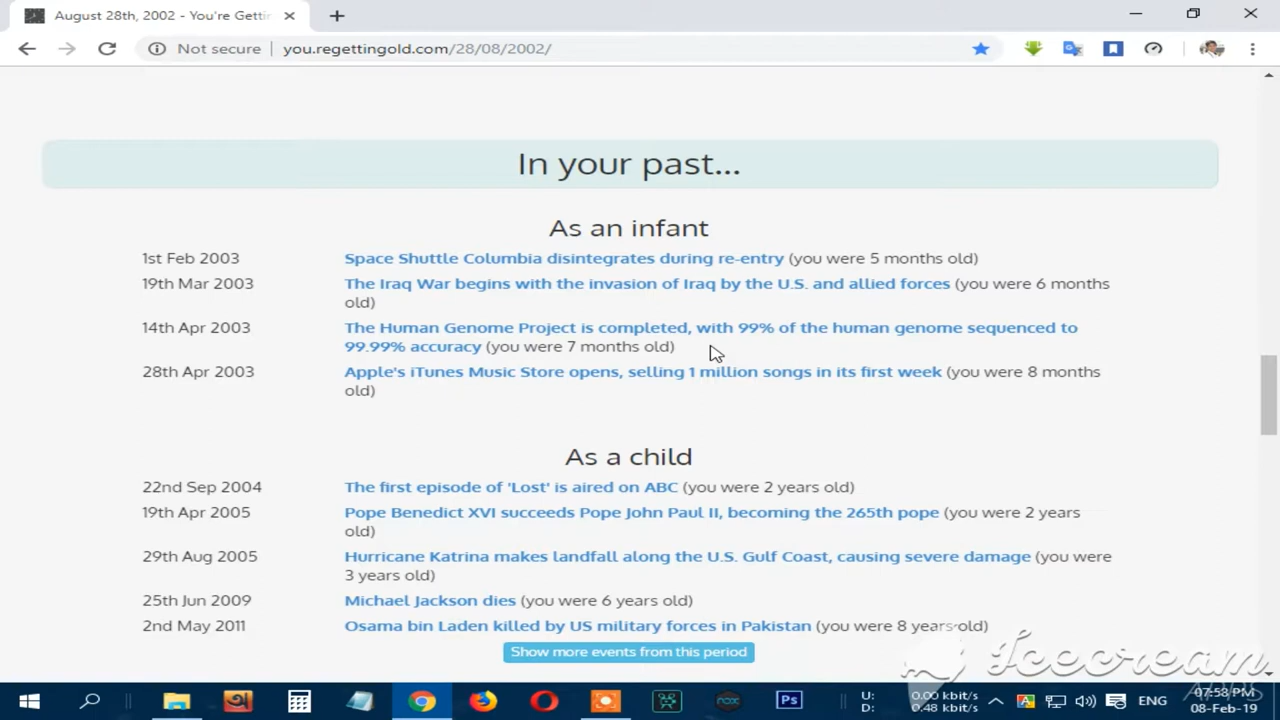 August 28th, 2002 - You're Gettin
Not secure
you.regettingold.com/28/08/2002/
In your past...
As an infant
1st Feb 2003 Space Shuttle Columbia disintegrates during re-entry (you were 5 months old)
19th Mar 2003 The Iraq War begins with the invasion of Iraq by the U.S. and allied forces (you were 6 months
old)
14th Apr 2003 The Human Genome Project is completed, with 99% of the human genome sequenced to
99.99% accuracy (you were 7 months old)
28th Apr 2003 Apple's iTunes Music Store opens, selling 1 million songs in its first week (you were 8 months
old)
As a child
22nd Sep 2004 The first episode of 'Lost' is aired on ABC (you were 2 years old)
19th Apr 2005 Pope Benedict XVI succeeds Pope John Paul II, becoming the 265th pope (you were 2 years
old)
29th Aug 2005 Hurricane Katrina makes landfall along the U.S. Gulf Coast, causing severe damage (you were
3 years old)
25th Jun 2009 Michael Jackson dies (you were 6 years old)
2nd May 2011 Osama bin Laden killed by US military forces in Pakistan (you were 8 years old)
Show more events from this period
Icecream
APPS
Ps
U: 0.00 kbit/s
D: 0.48 kbit/s
ENG
07:58 PM
08-Feb-19